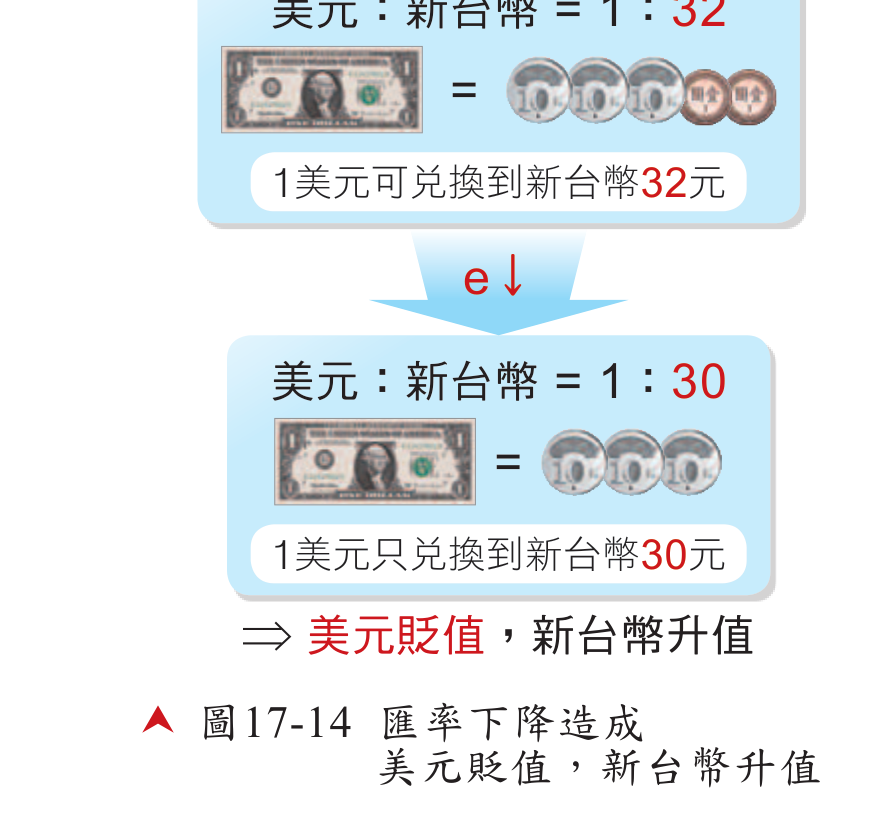 美元：新台幣 = 1：32
=
1美元可兌換到新台幣32元
e↓
美元：新台幣 = 1：30
=
1美元只兌換到新台幣30元
⇒ 美元貶值，新台幣升值
圖17-14 匯率下降造成
美元貶值，新台幣升值